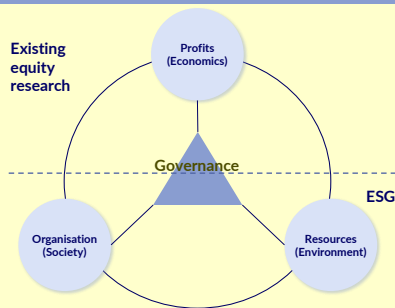 Existing
equity
research
Profits
(Economics)
Governance
ESG
Organisation
(Society)
Resources
(Environment)